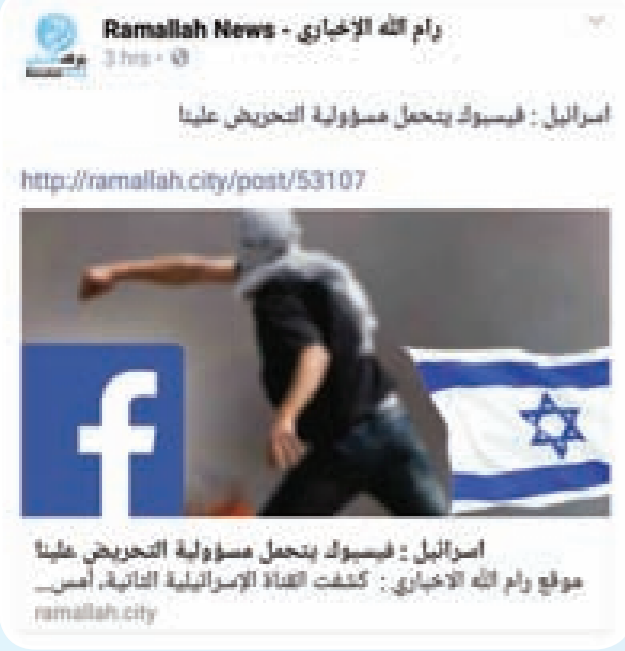 Ramallah News - رام الله الإخباري
3 hrs ·
اسرائيل : فيسبوك يتحمل مسؤولية التحريض علينا
http://ramallah.city/post/53107
f
اسرائيل : فيسبوك يتحمل مسؤولية التحريض علينا
موقع رام الله الاخباري : كشفت القناة الإسرائيلية الثانية، أمس...
ramallah.city